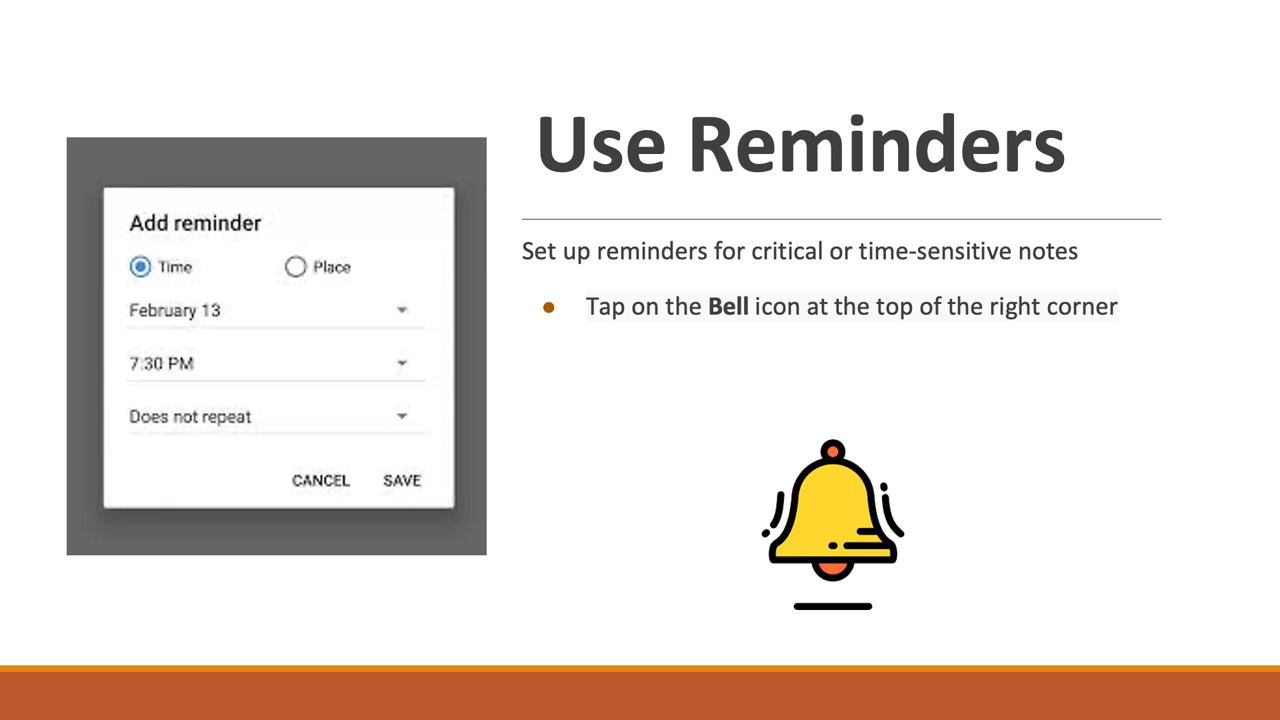 Use Reminders
Set up reminders for critical or time-sensitive notes
● Tap on the Bell icon at the top of the right corner
Add reminder
Time Place
February 13
7:30 PM
Does not repeat
CANCEL SAVE